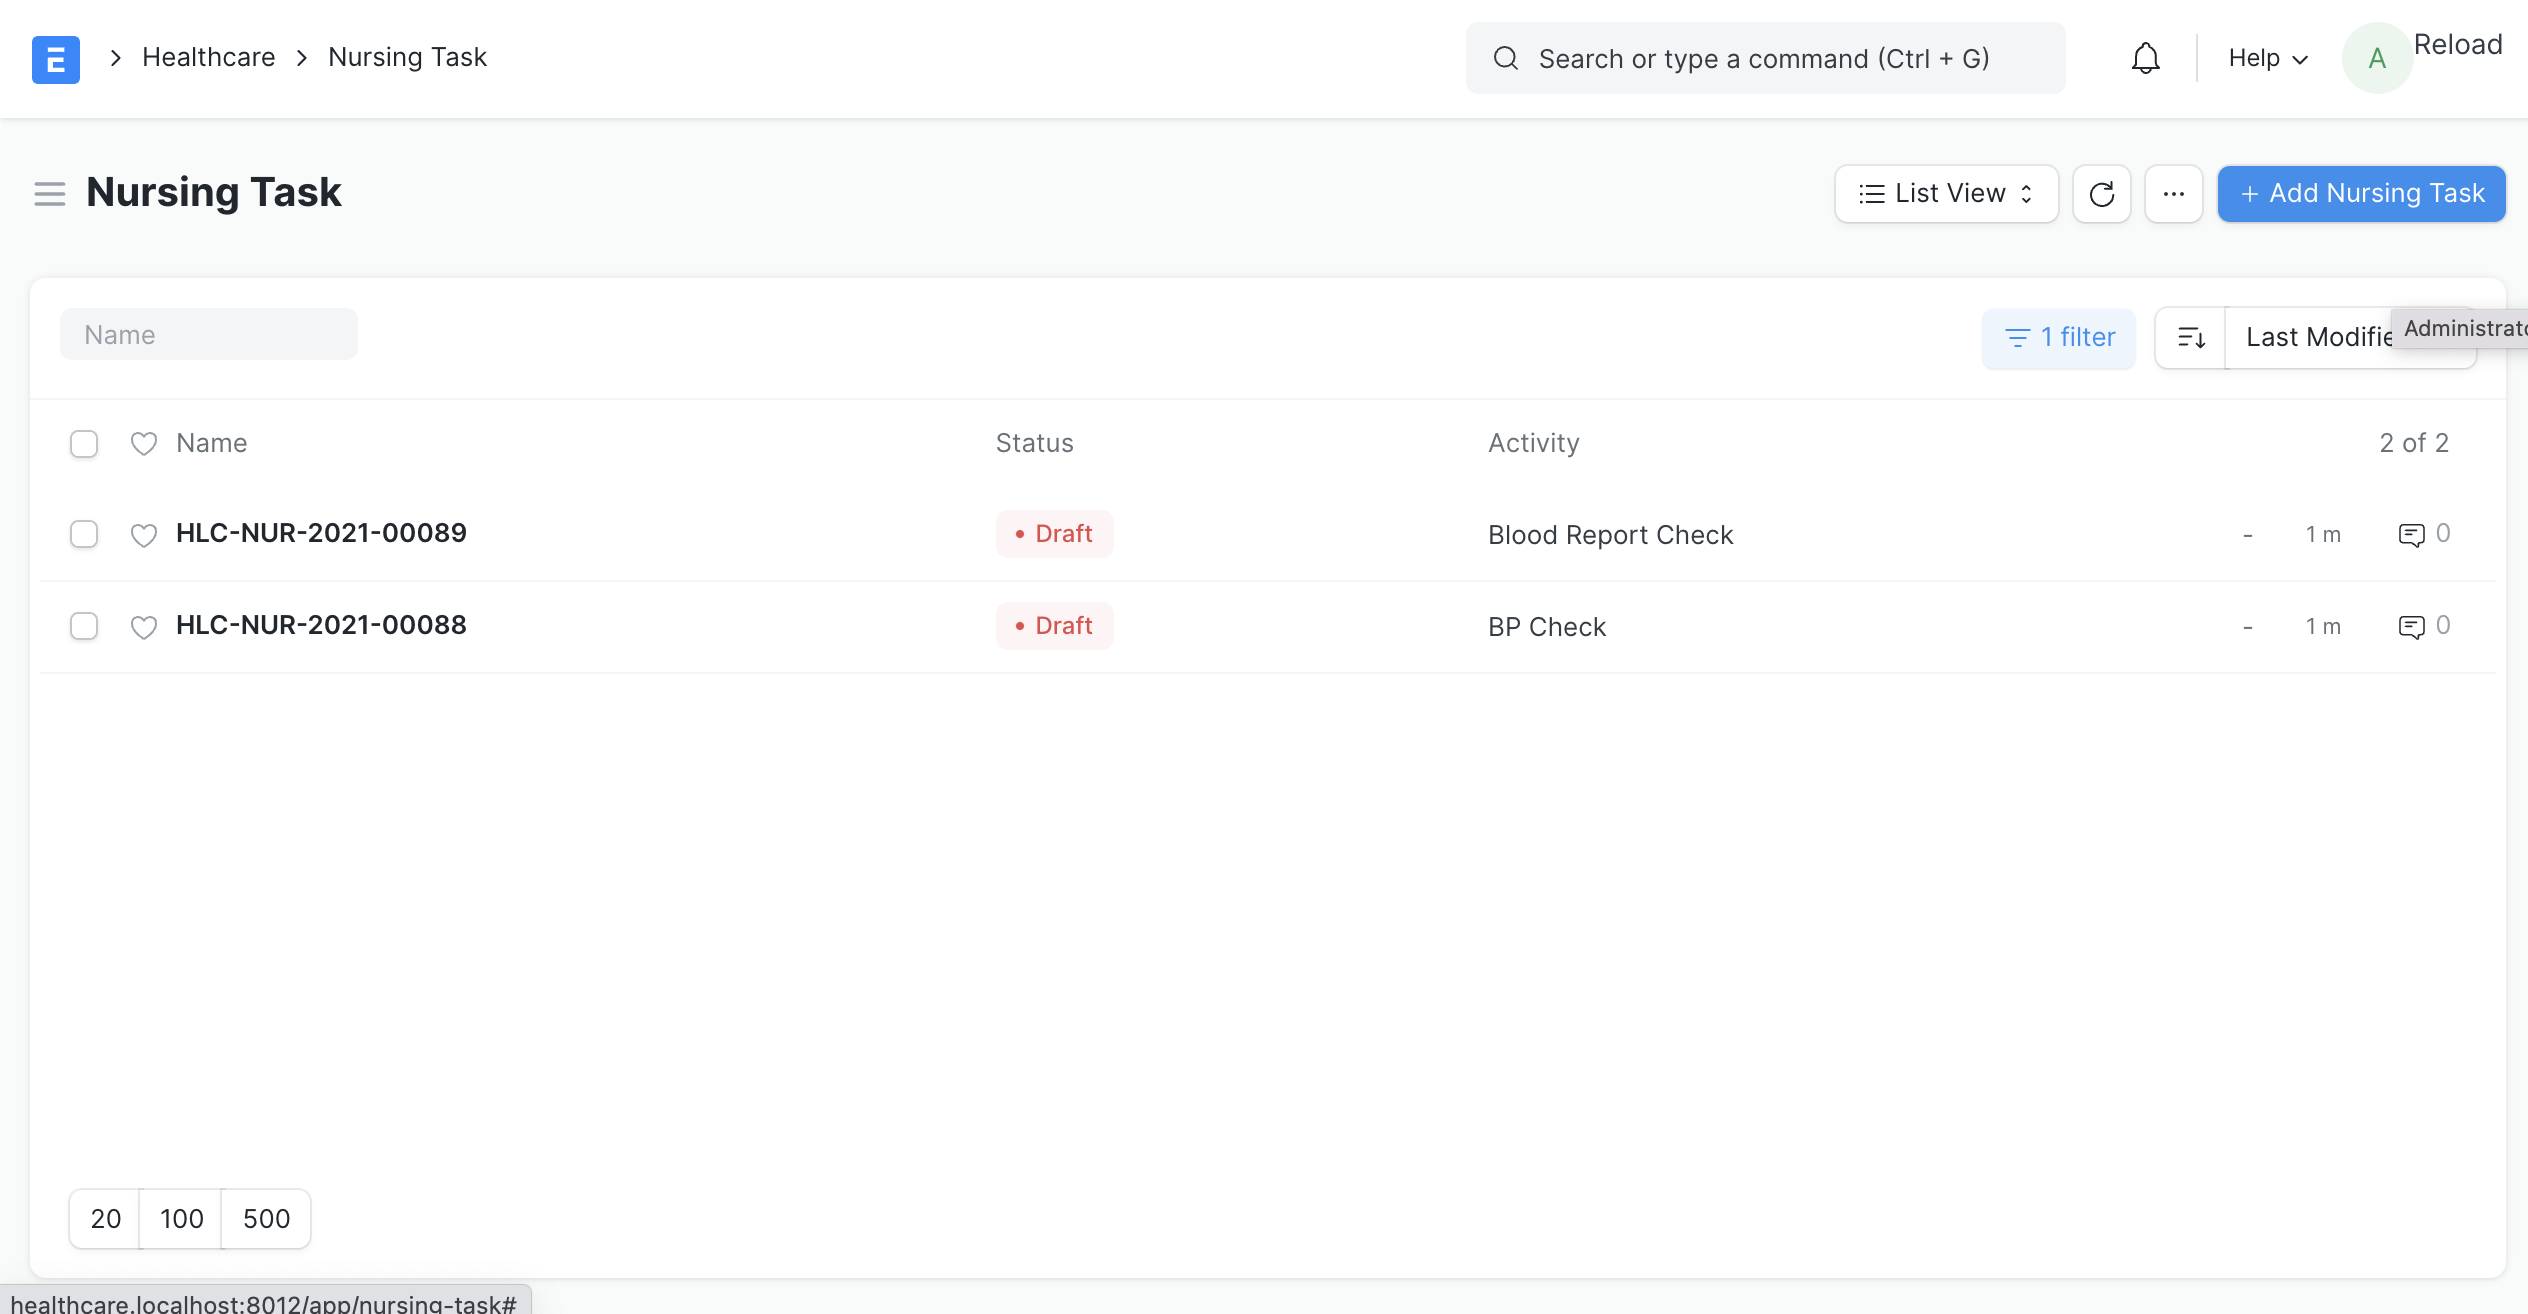 E Healthcare Nursing Task Search or type a command (Ctrl + G) Help A Reload
Nursing Task List View ... + Add Nursing Task
Name 1 filter Last Modifie Administrato
Name Status Activity 2 of 2
HLC-NUR-2021-00089 • Draft Blood Report Check - 1 m 0
HLC-NUR-2021-00088 • Draft BP Check - 1 m 0
20 100 500
healthcare.localhost:8012/app/nursing-task#